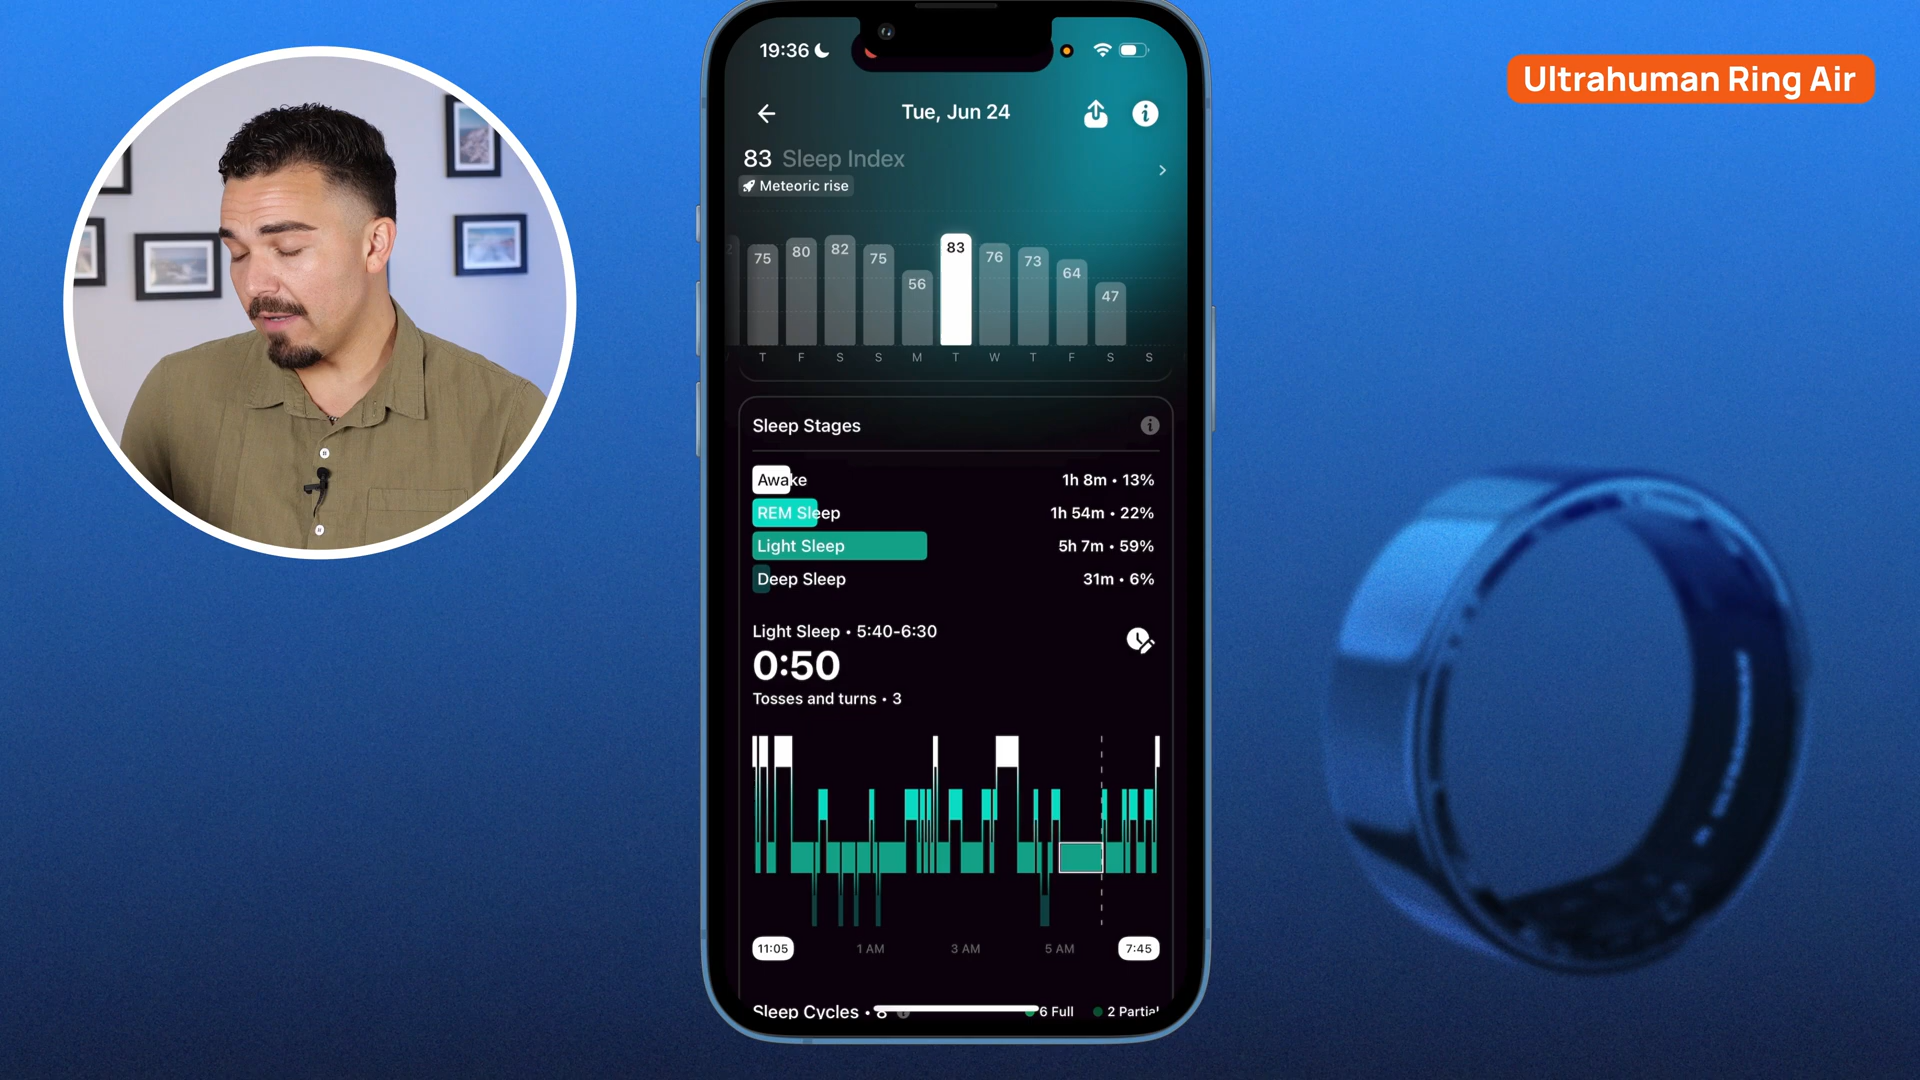 19:36
Ultrahuman Ring Air
Tue, Jun 24
83 Sleep Index
Meteoric rise
75 80 82 75 56 83 76 73 64 47
T F S S M T W T F S S
Sleep Stages
Awake 1h 8m • 13%
REM Sleep 1h 54m • 22%
Light Sleep 5h 7m • 59%
Deep Sleep 31m • 6%
Light Sleep • 5:40-6:30
0:50
Tosses and turns • 3
11:05 1 AM 3 AM 5 AM 7:45
Sleep Cycles • 8 6 Full 2 Partial